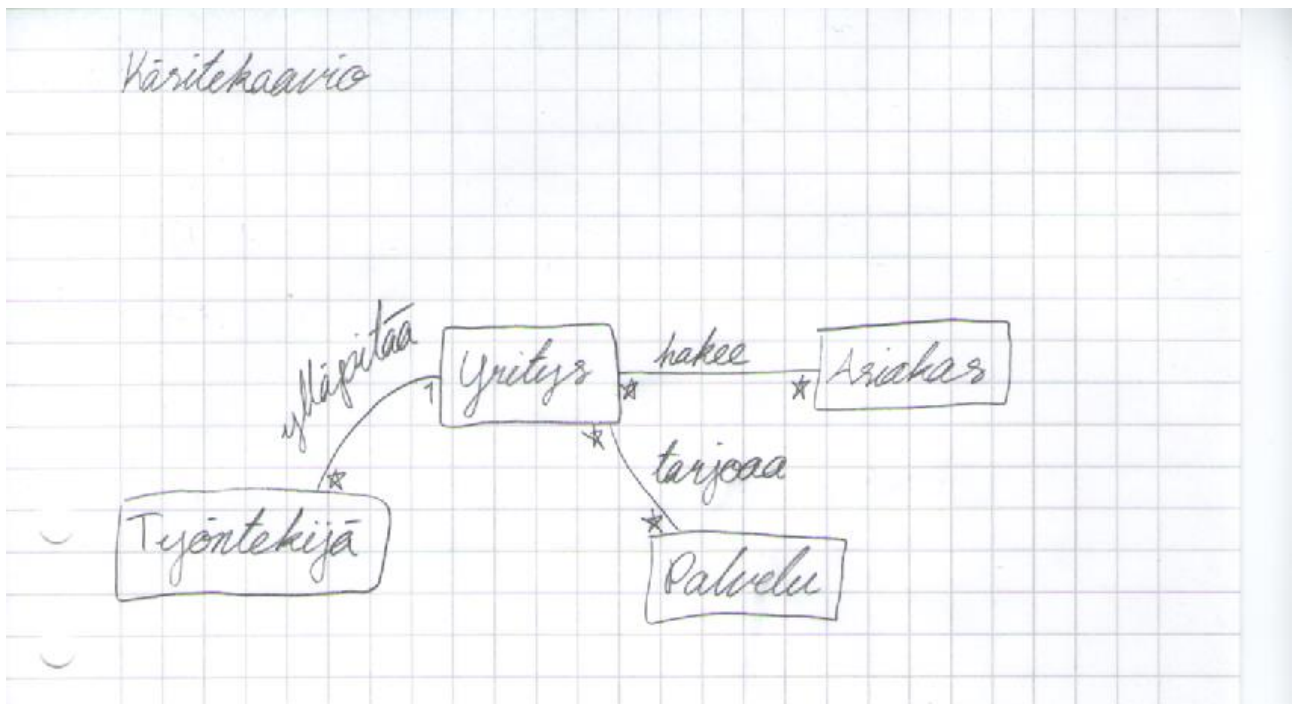 Käsitekaavio
ylläpitää
Yritys
hakee
Asiakas
1
*
*
*
tarjoaa
*
*
Työntekijä
Palvelu